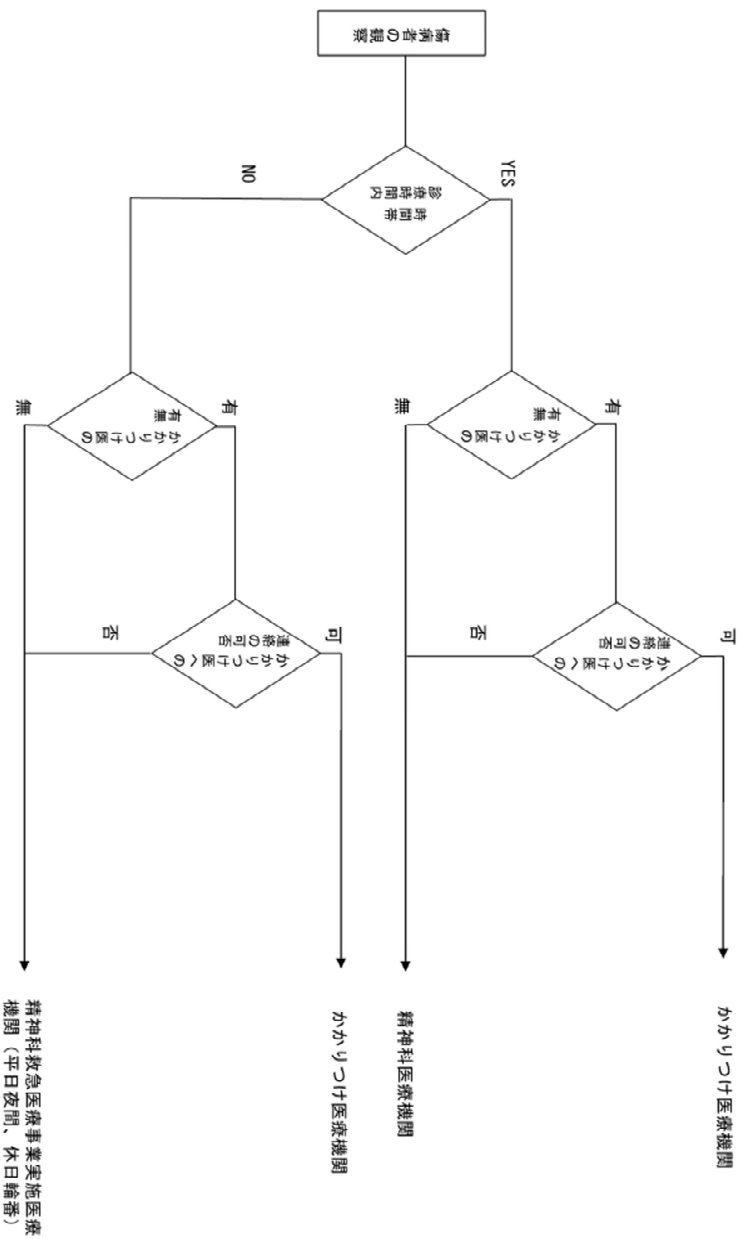 傷病者の観察
診療時間内
時間帯
YES
NO
かかりつけ医の
有無
有
無
かかりつけ医の
有無
有
無
かかりつけ医への
連絡の可否
可
否
かかりつけ医への
連絡の可否
可
否
かかりつけ医療機関
精神科医療機関
かかりつけ医療機関
精神科救急医療事業実施医療
機関（平日夜間、休日輪番）